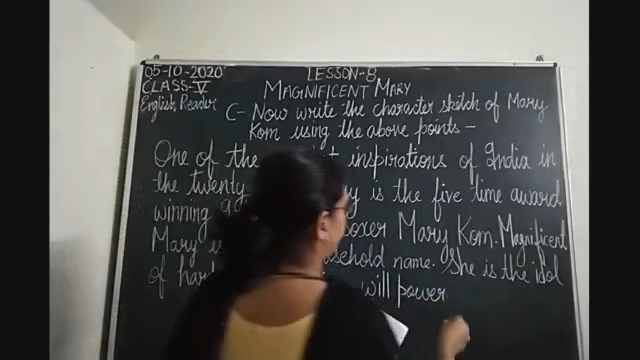 05-10-2020 LESSON-8
CLASS-V MAGNIFICENT MARY
English Reader
C- Now write the character sketch of Mary
Kom using the above points -
One of the inspirations of India in
the twenty is the five time award
winning boxer Mary Kom. Magnificent
Mary name. She is the idol
of will power